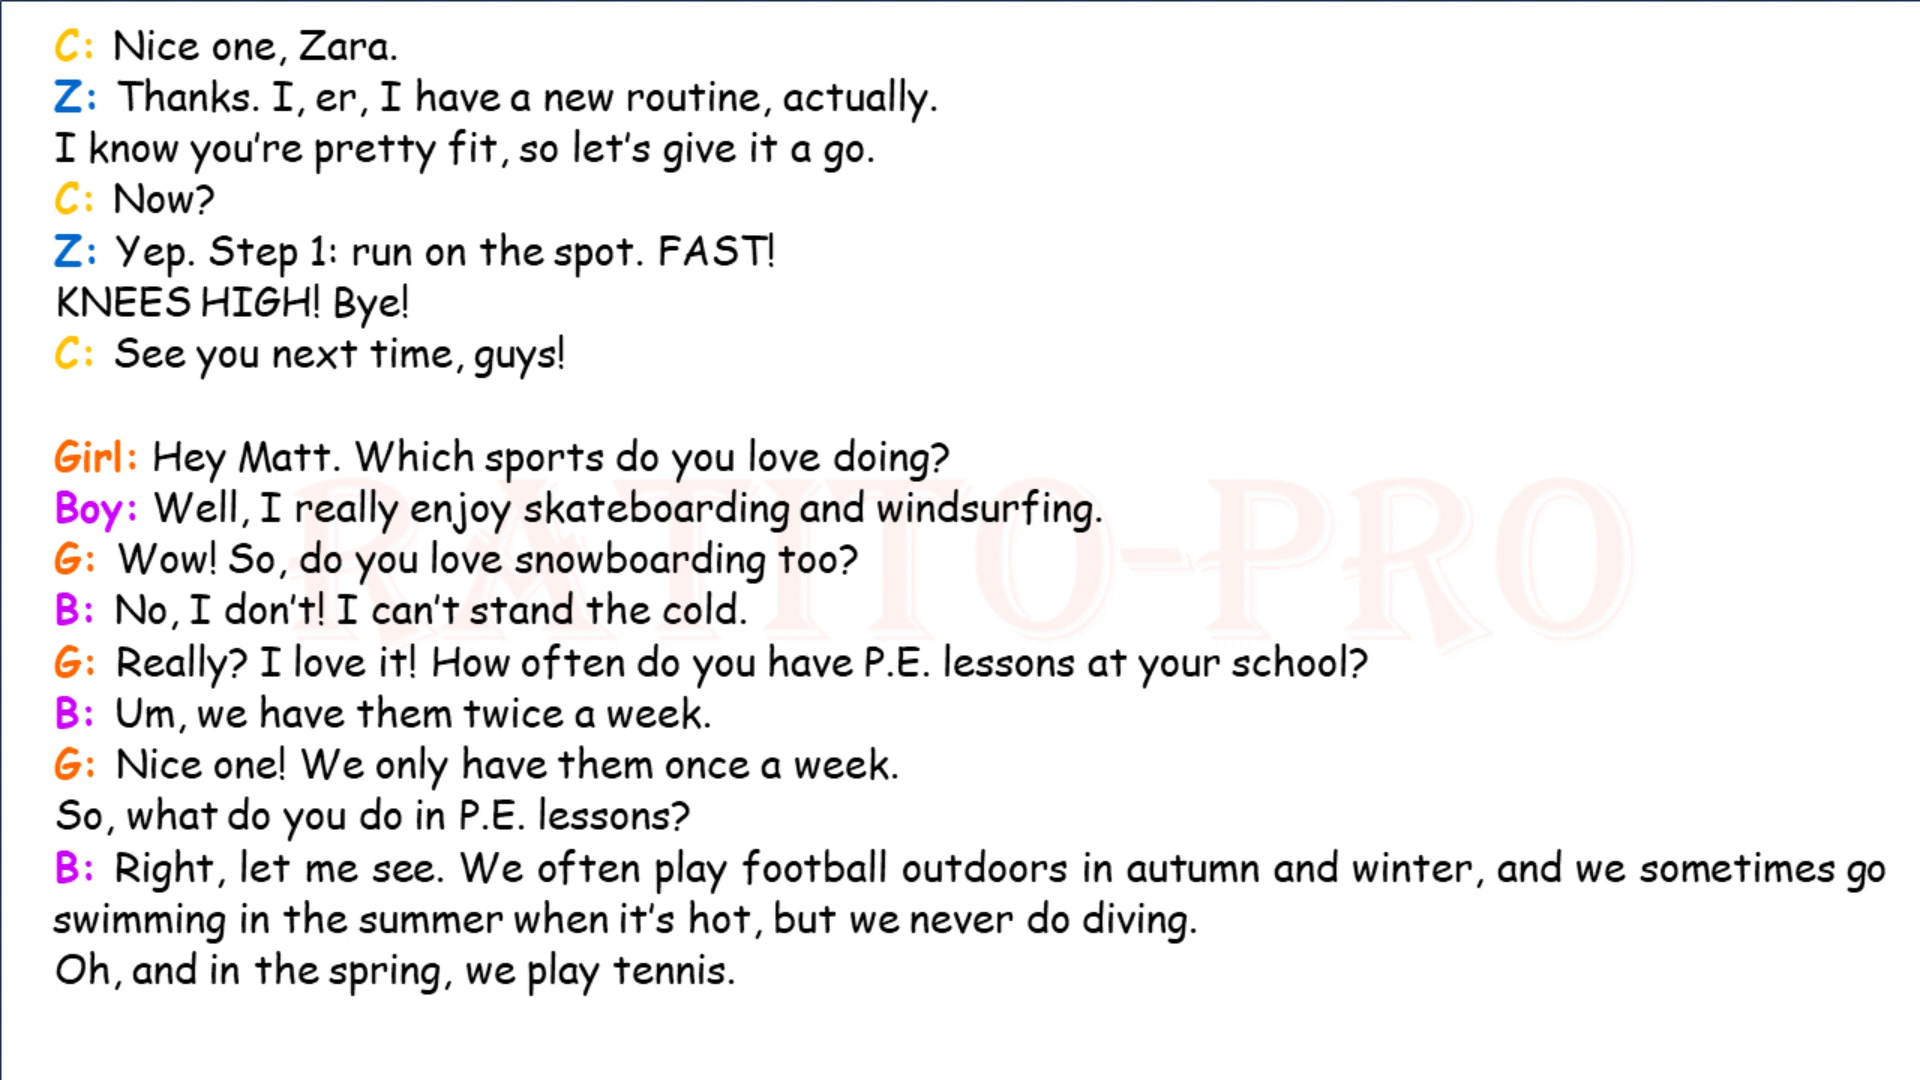 C: Nice one, Zara.
Z: Thanks. I, er, I have a new routine, actually.
I know you're pretty fit, so let's give it a go.
C: Now?
Z: Yep. Step 1: run on the spot. FAST!
KNEES HIGH! Bye!
C: See you next time, guys!
Girl: Hey Matt. Which sports do you love doing?
Boy: Well, I really enjoy skateboarding and windsurfing.
G: Wow! So, do you love snowboarding too?
B: No, I don't! I can't stand the cold.
RATITO-PRO
G: Really? I love it! How often do you have P.E. lessons at your school?
B: Um, we have them twice a week.
G: Nice one! We only have them once a week.
So, what do you do in P.E. lessons?
B: Right, let me see. We often play football outdoors in autumn and winter, and we sometimes go
swimming in the summer when it's hot, but we never do diving.
Oh, and in the spring, we play tennis.